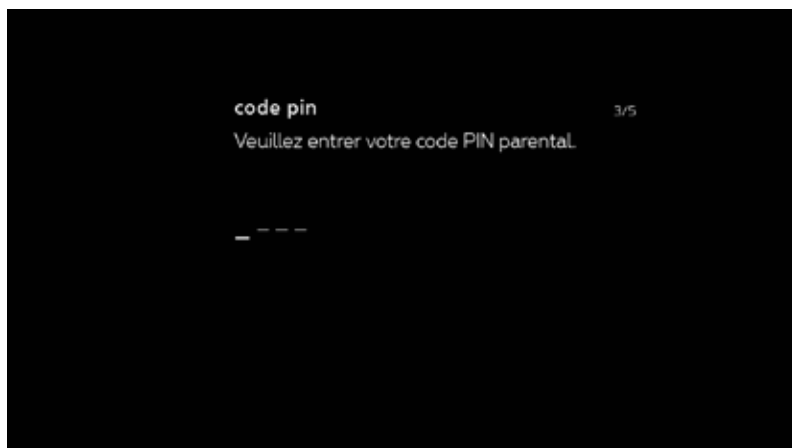 code pin 3/5
Veuillez entrer votre code PIN parental.
_ _ _ _